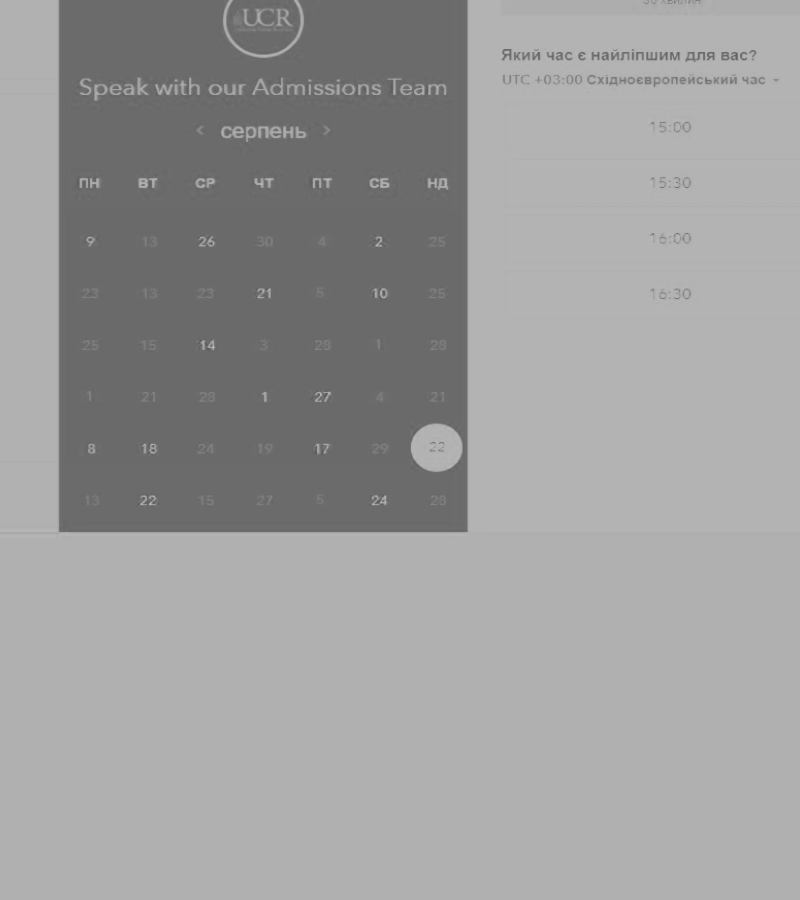 UCR
Speak with our Admissions Team
< серпень >
ПН ВТ СР ЧТ ПТ СБ НД
9 13 26 30 4 2 25
23 13 23 21 5 10 25
25 15 14 3 28 1 28
1 21 28 1 27 4 21
8 18 24 19 17 29 22
13 22 15 27 5 24 28
30 хвилин
Який час є найліпшим для вас?
UTC +03:00 Східноєвропейський час
15:00
15:30
16:00
16:30